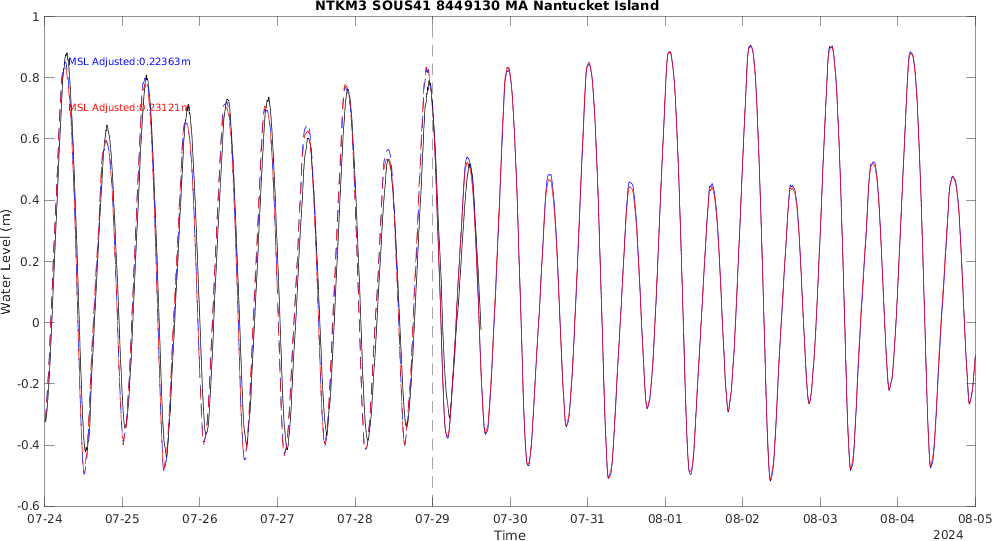 NTKM3 SOUS41 8449130 MA Nantucket Island
1
MSL Adjusted:0.22363m
0.8
MSL Adjusted:0.23121m
0.6
0.4
0.2
0
-0.2
-0.4
-0.6
Water Level (m)
07-24 07-25 07-26 07-27 07-28 07-29 07-30 07-31 08-01 08-02 08-03 08-04 08-05
Time
2024